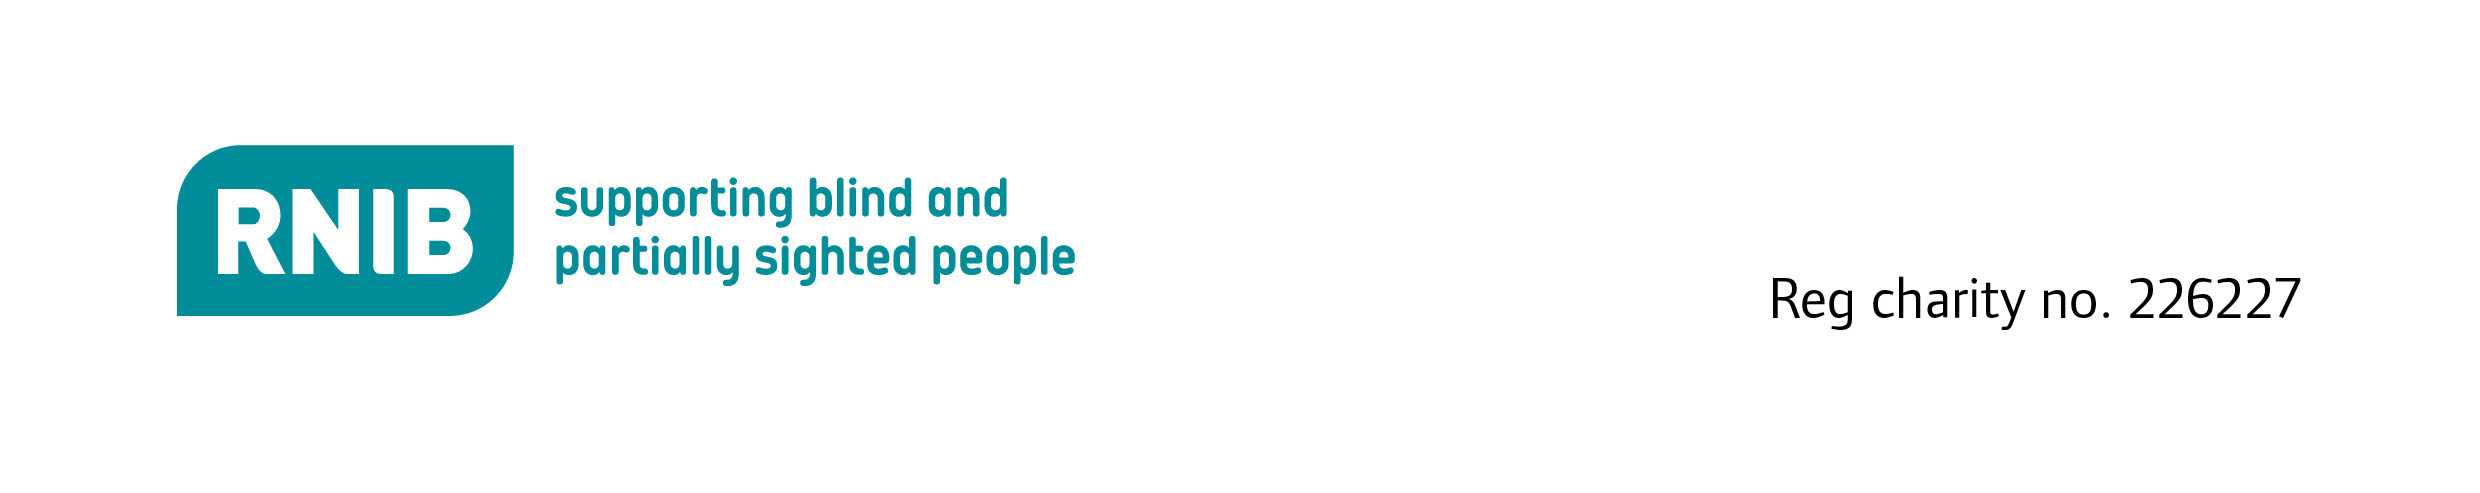 RNIB
supporting blind and
partially sighted people
Reg charity no. 226227